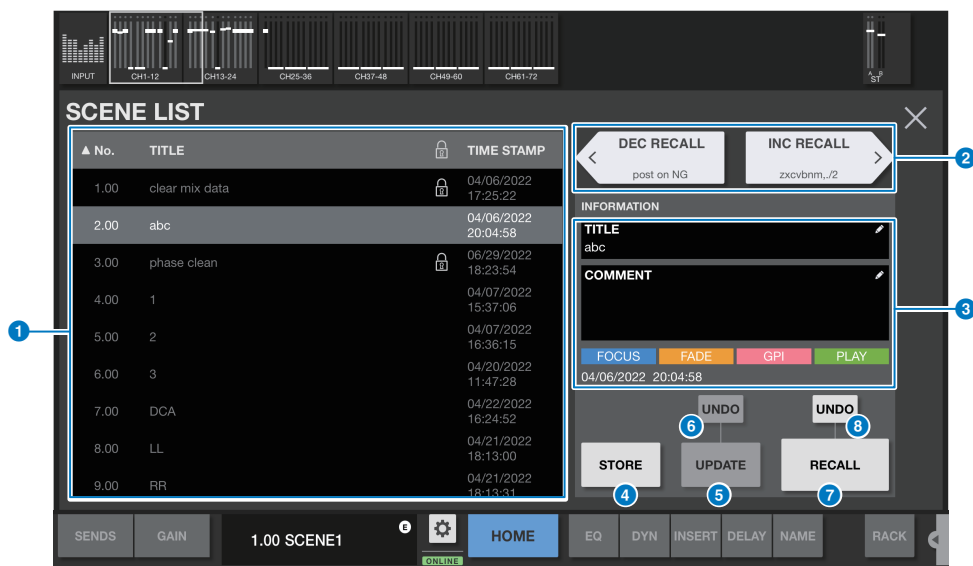 INPUT CH1-12 CH13-24 CH25-36 CH37-48 CH49-60 CH61-72 A B ST
SCENE LIST
No. TITLE TIME STAMP
1.00 clear mix data 04/06/2022
17:25:22
2.00 abc 04/06/2022
20:04:58
3.00 phase clean 06/29/2022
18:23:54
4.00 1 04/07/2022
15:37:06
5.00 2 04/07/2022
16:36:15
6.00 3 04/20/2022
11:47:28
7.00 DCA 04/22/2022
16:24:52
8.00 LL 04/21/2022
18:13:00
9.00 RR 04/21/2022
18:13:31
1
DEC RECALL
post on NG
INC RECALL
zxcvbnm,./2
2
INFORMATION
TITLE
abc
COMMENT
3
FOCUS FADE GPI PLAY
04/06/2022 20:04:58
UNDO UNDO
6 8
STORE UPDATE RECALL
4 5 7
SENDS GAIN 1.00 SCENE1 E ONLINE HOME EQ DYN INSERT DELAY NAME RACK